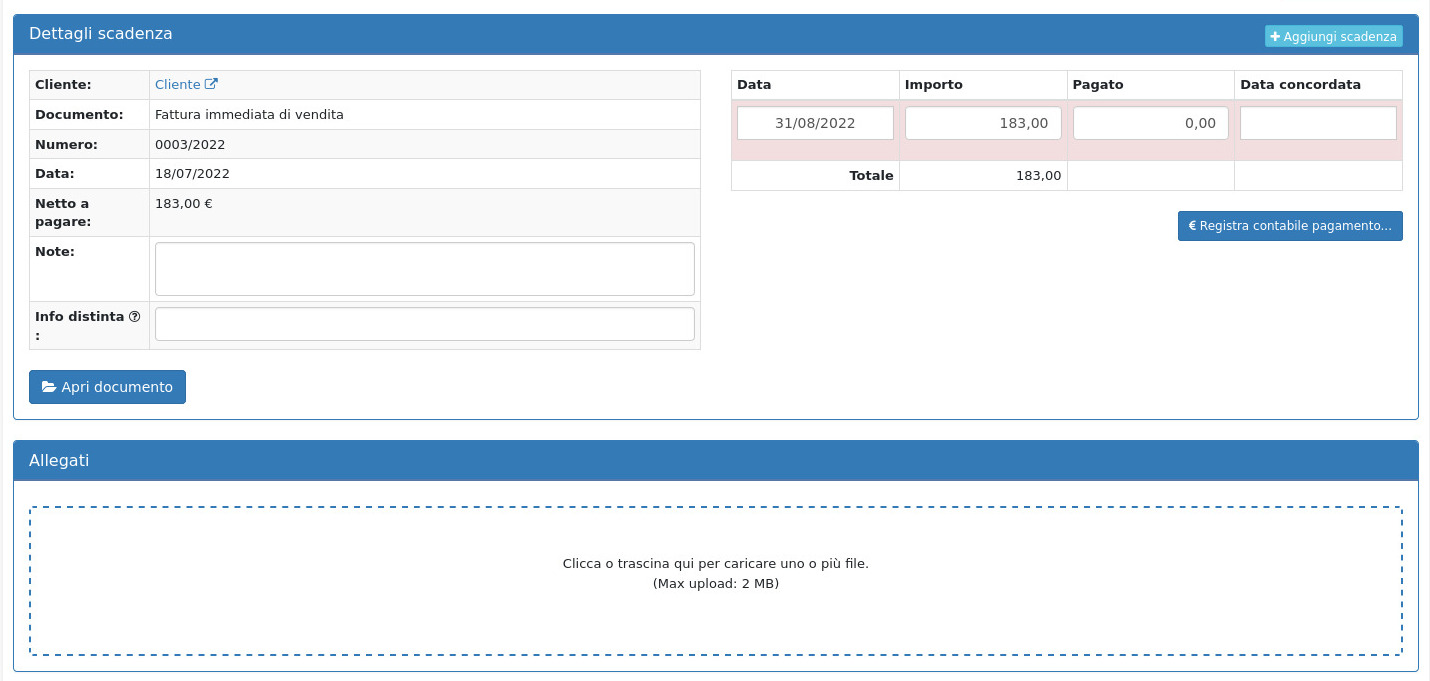 Dettagli scadenza
Aggiungi scadenza
Cliente: Cliente
Documento: Fattura immediata di vendita
Numero: 0003/2022
Data: 18/07/2022
Netto a 183,00 €
pagare:
Note:
Info distinta
:
Apri documento
Data Importo Pagato Data concordata
31/08/2022 183,00 0,00
Totale 183,00
€ Registra contabile pagamento...
Allegati
Clicca o trascina qui per caricare uno o più file.
(Max upload: 2 MB)